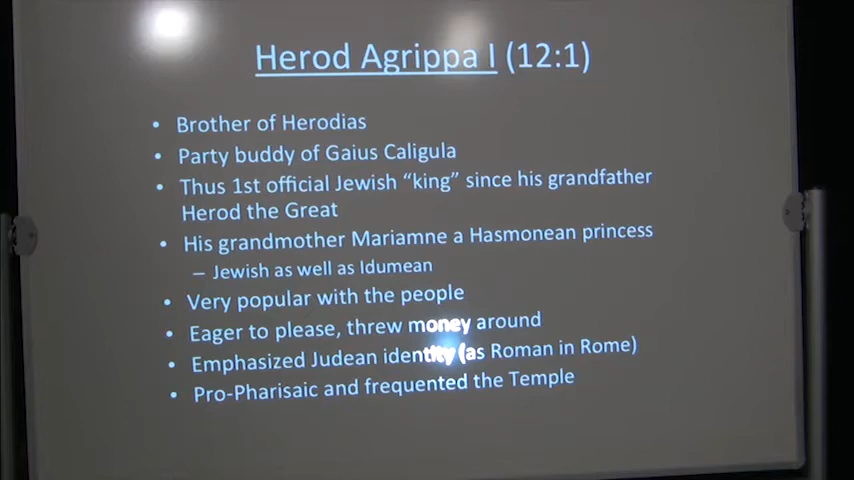 Herod Agrippa I (12:1)
• Brother of Herodias
• Party buddy of Gaius Caligula
• Thus 1st official Jewish “king” since his grandfather
Herod the Great
• His grandmother Mariamne a Hasmonean princess
– Jewish as well as Idumean
• Very popular with the people
• Eager to please, threw money around
• Emphasized Judean identity (as Roman in Rome)
• Pro-Pharisaic and frequented the Temple